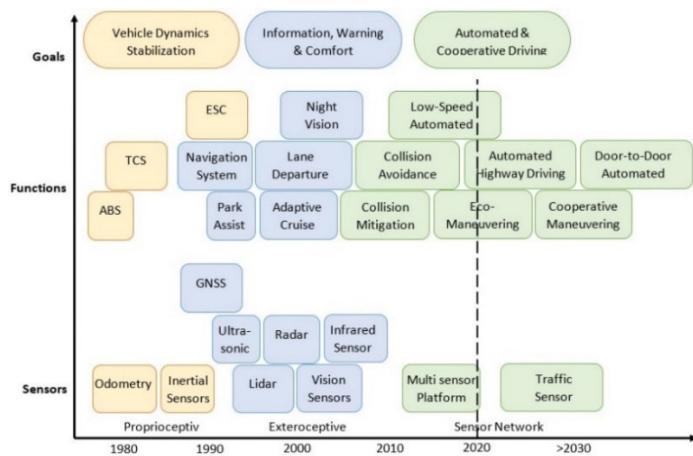 Vehicle Dynamics
Stabilization
Information, Warning
& Comfort
Automated &
Cooperative Driving
Goals
ESC
Night
Vision
Low-Speed
Automated
TCS
Navigation
System
Lane
Departure
Collision
Avoidance
Automated
Highway Driving
Door-to-Door
Automated
Functions
ABS
Park
Assist
Adaptive
Cruise
Collision
Mitigation
Eco-
Maneuvering
Cooperative
Maneuvering
GNSS
Ultra-
sonic
Radar
Infrared
Sensor
Sensors
Odometry
Inertial
Sensors
Lidar
Vision
Sensors
Multi sensor
Platform
Traffic
Sensor
Proprioceptiv
Exteroceptive
Sensor Network
1980 1990 2000 2010 2020 >2030